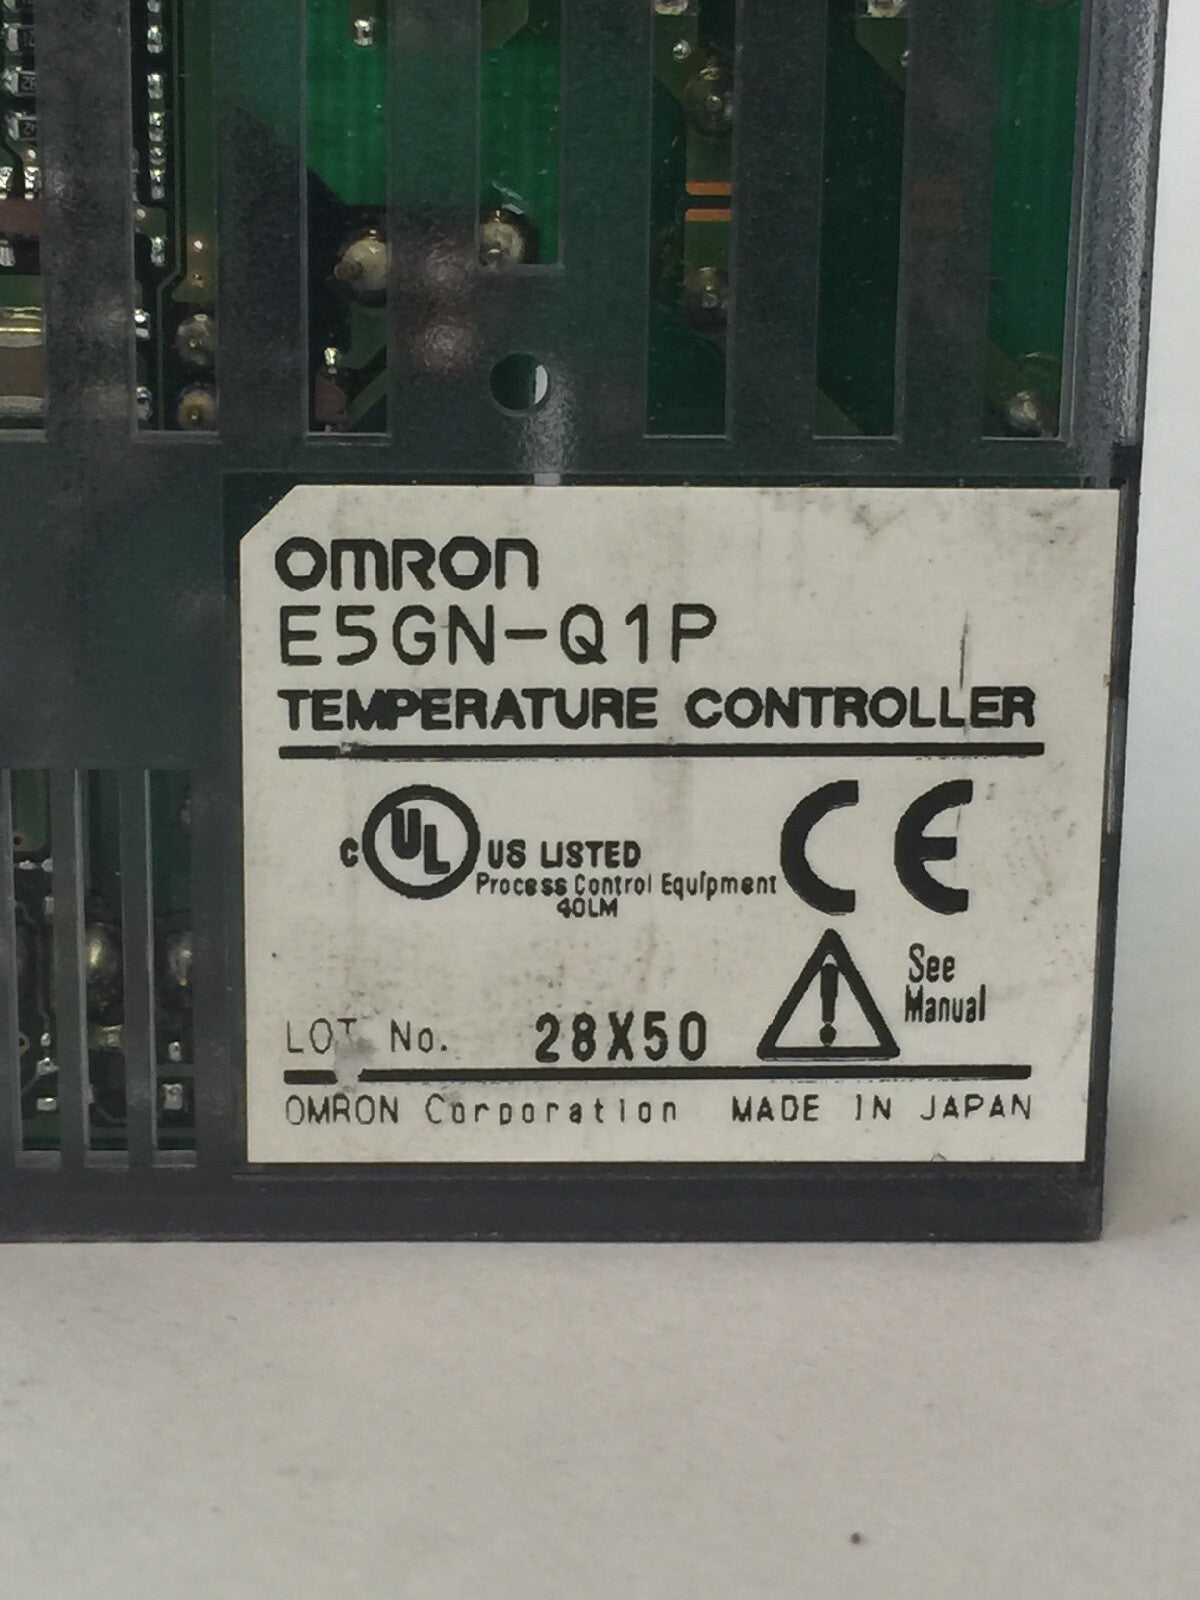 OMRON
E5GN-Q1P
TEMPERATURE CONTROLLER
C UL US LISTED
Process Control Equipment
40LM
CE
See
Manual
LOT No. 28X50
OMRON Corporation MADE IN JAPAN